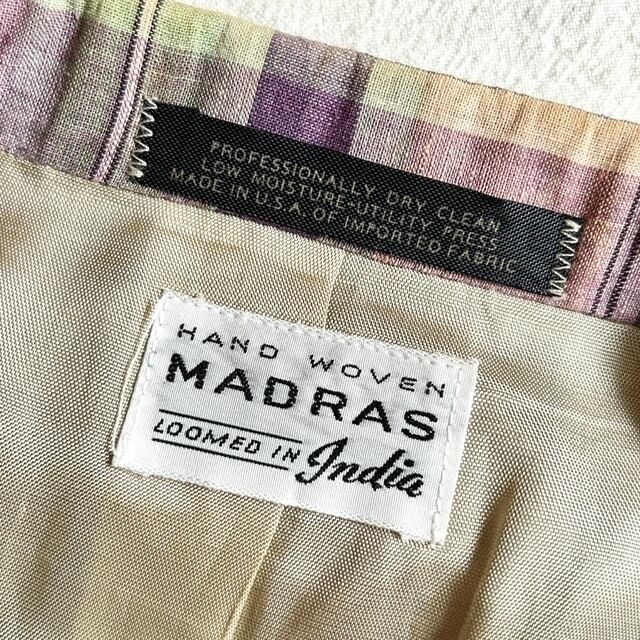 PROFESSIONALLY DRY CLEAN
LOW MOISTURE-UTILITY PRESS
MADE IN U.S.A. OF IMPORTED FABRIC
HAND WOVEN
MADRAS
LOOMED IN India